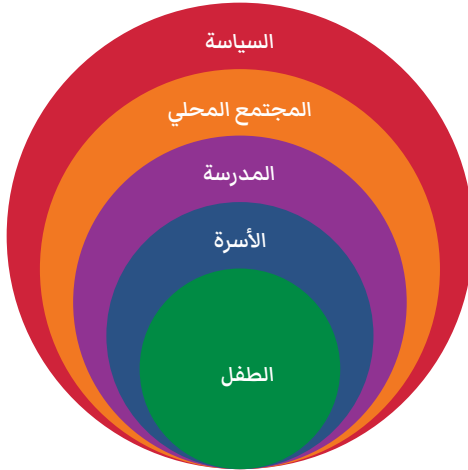 السياسة
المجتمع المحلي
المدرسة
الأسرة
الطفل